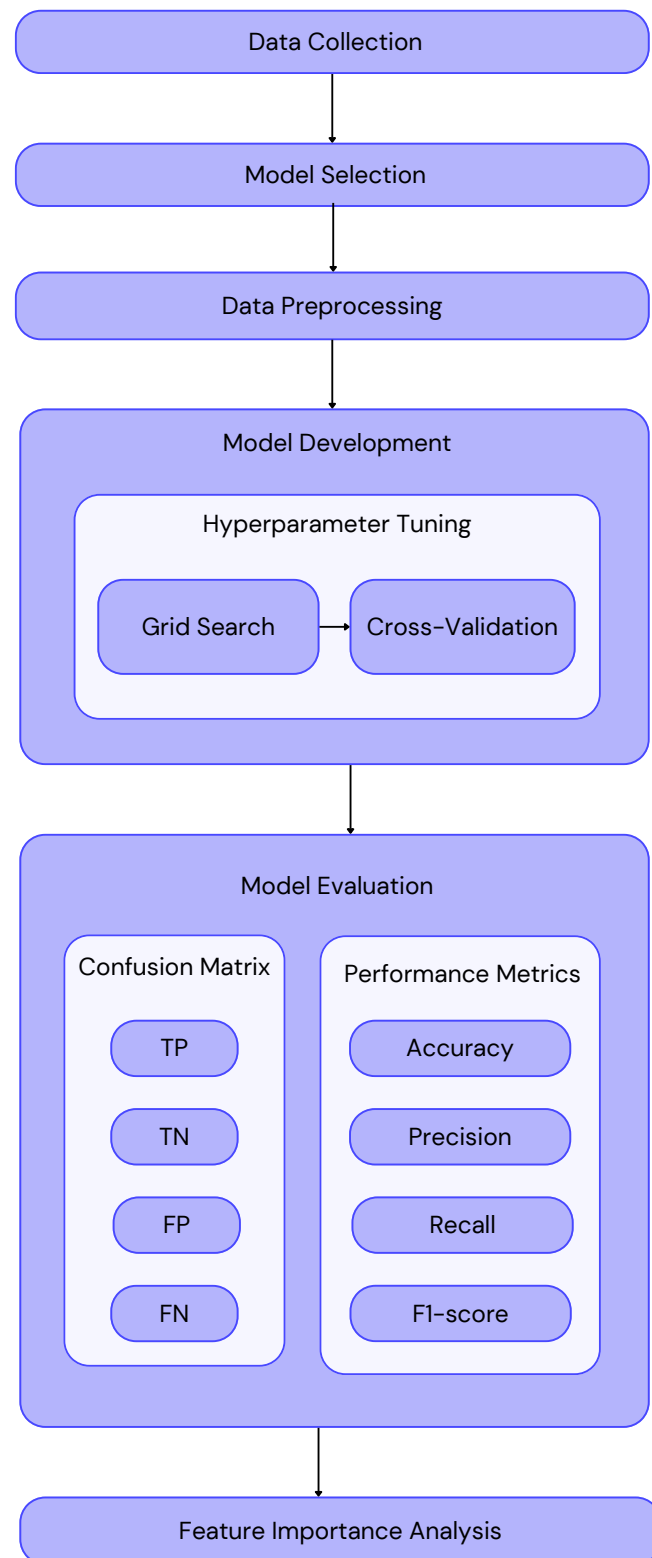 Data Collection
Model Selection
Data Preprocessing
Model Development
Hyperparameter Tuning
Grid Search
Cross-Validation
Model Evaluation
Confusion Matrix
TP
TN
FP
FN
Performance Metrics
Accuracy
Precision
Recall
F1-score
Feature Importance Analysis